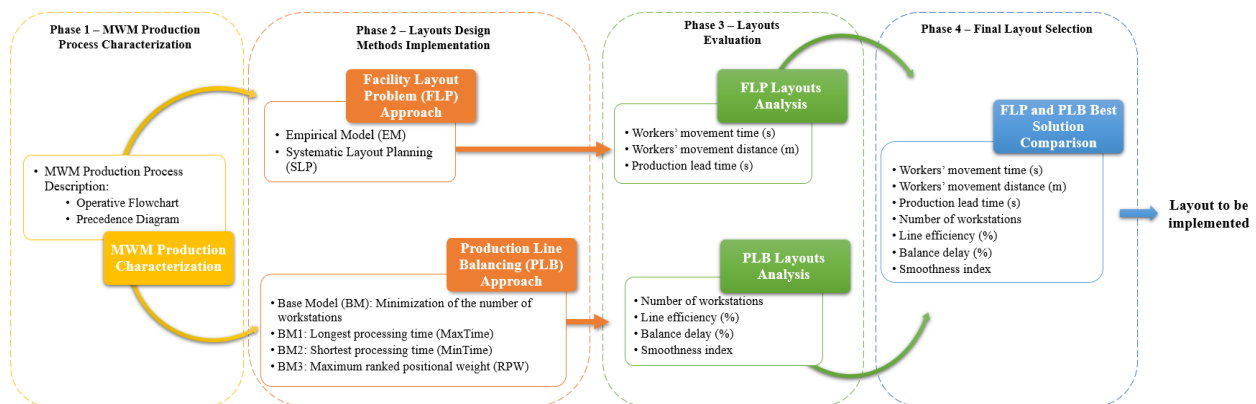 Phase 1 – MWM Production
Process Characterization
• MWM Production Process
Description:
• Operative Flowchart
• Precedence Diagram
MWM Production
Characterization
Phase 2 – Layouts Design
Methods Implementation
Facility Layout
Problem (FLP)
Approach
• Empirical Model (EM)
• Systematic Layout Planning
(SLP)
Production Line
Balancing (PLB)
Approach
• Base Model (BM): Minimization of the number of
workstations
• BM1: Longest processing time (MaxTime)
• BM2: Shortest processing time (MinTime)
• BM3: Maximum ranked positional weight (RPW)
Phase 3 – Layouts
Evaluation
FLP Layouts
Analysis
• Workers’ movement time (s)
• Workers’ movement distance (m)
• Production lead time (s)
PLB Layouts
Analysis
• Number of workstations
• Line efficiency (%)
• Balance delay (%)
• Smoothness index
Phase 4 – Final Layout Selection
FLP and PLB Best
Solution
Comparison
• Workers’ movement time (s)
• Workers’ movement distance (m)
• Production lead time (s)
• Number of workstations
• Line efficiency (%)
• Balance delay (%)
• Smoothness index
Layout to be
implemented